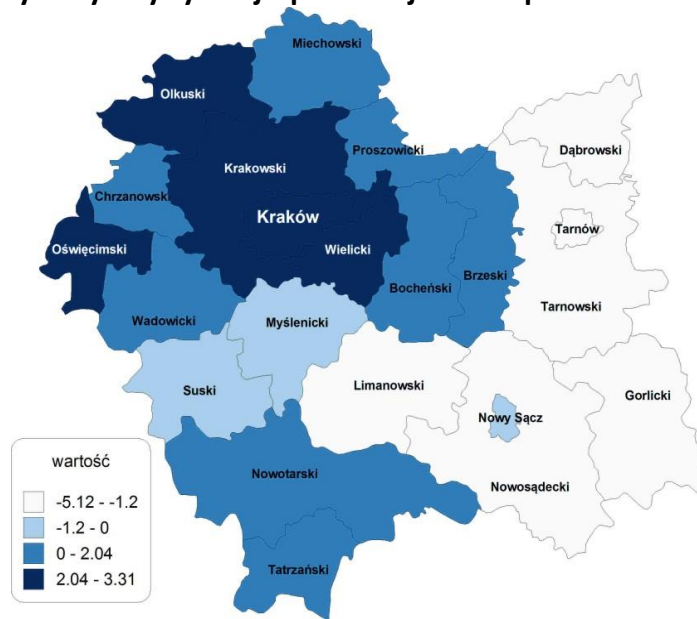 Miechowski
Olkuski
Proszowicki
Dąbrowski
Krakowski
Chrzanowski
Kraków
Tarnów
Oświęcimski
Wielicki
Brzeski
Bocheński
Tarnowski
Wadowicki
Myślenicki
Limanowski
Suski
Gorlicki
Nowy Sącz
wartość
-5.12 - -1.2
-1.2 - 0
0 - 2.04
2.04 - 3.31
Nowotarski
Nowosądecki
Tatrzański